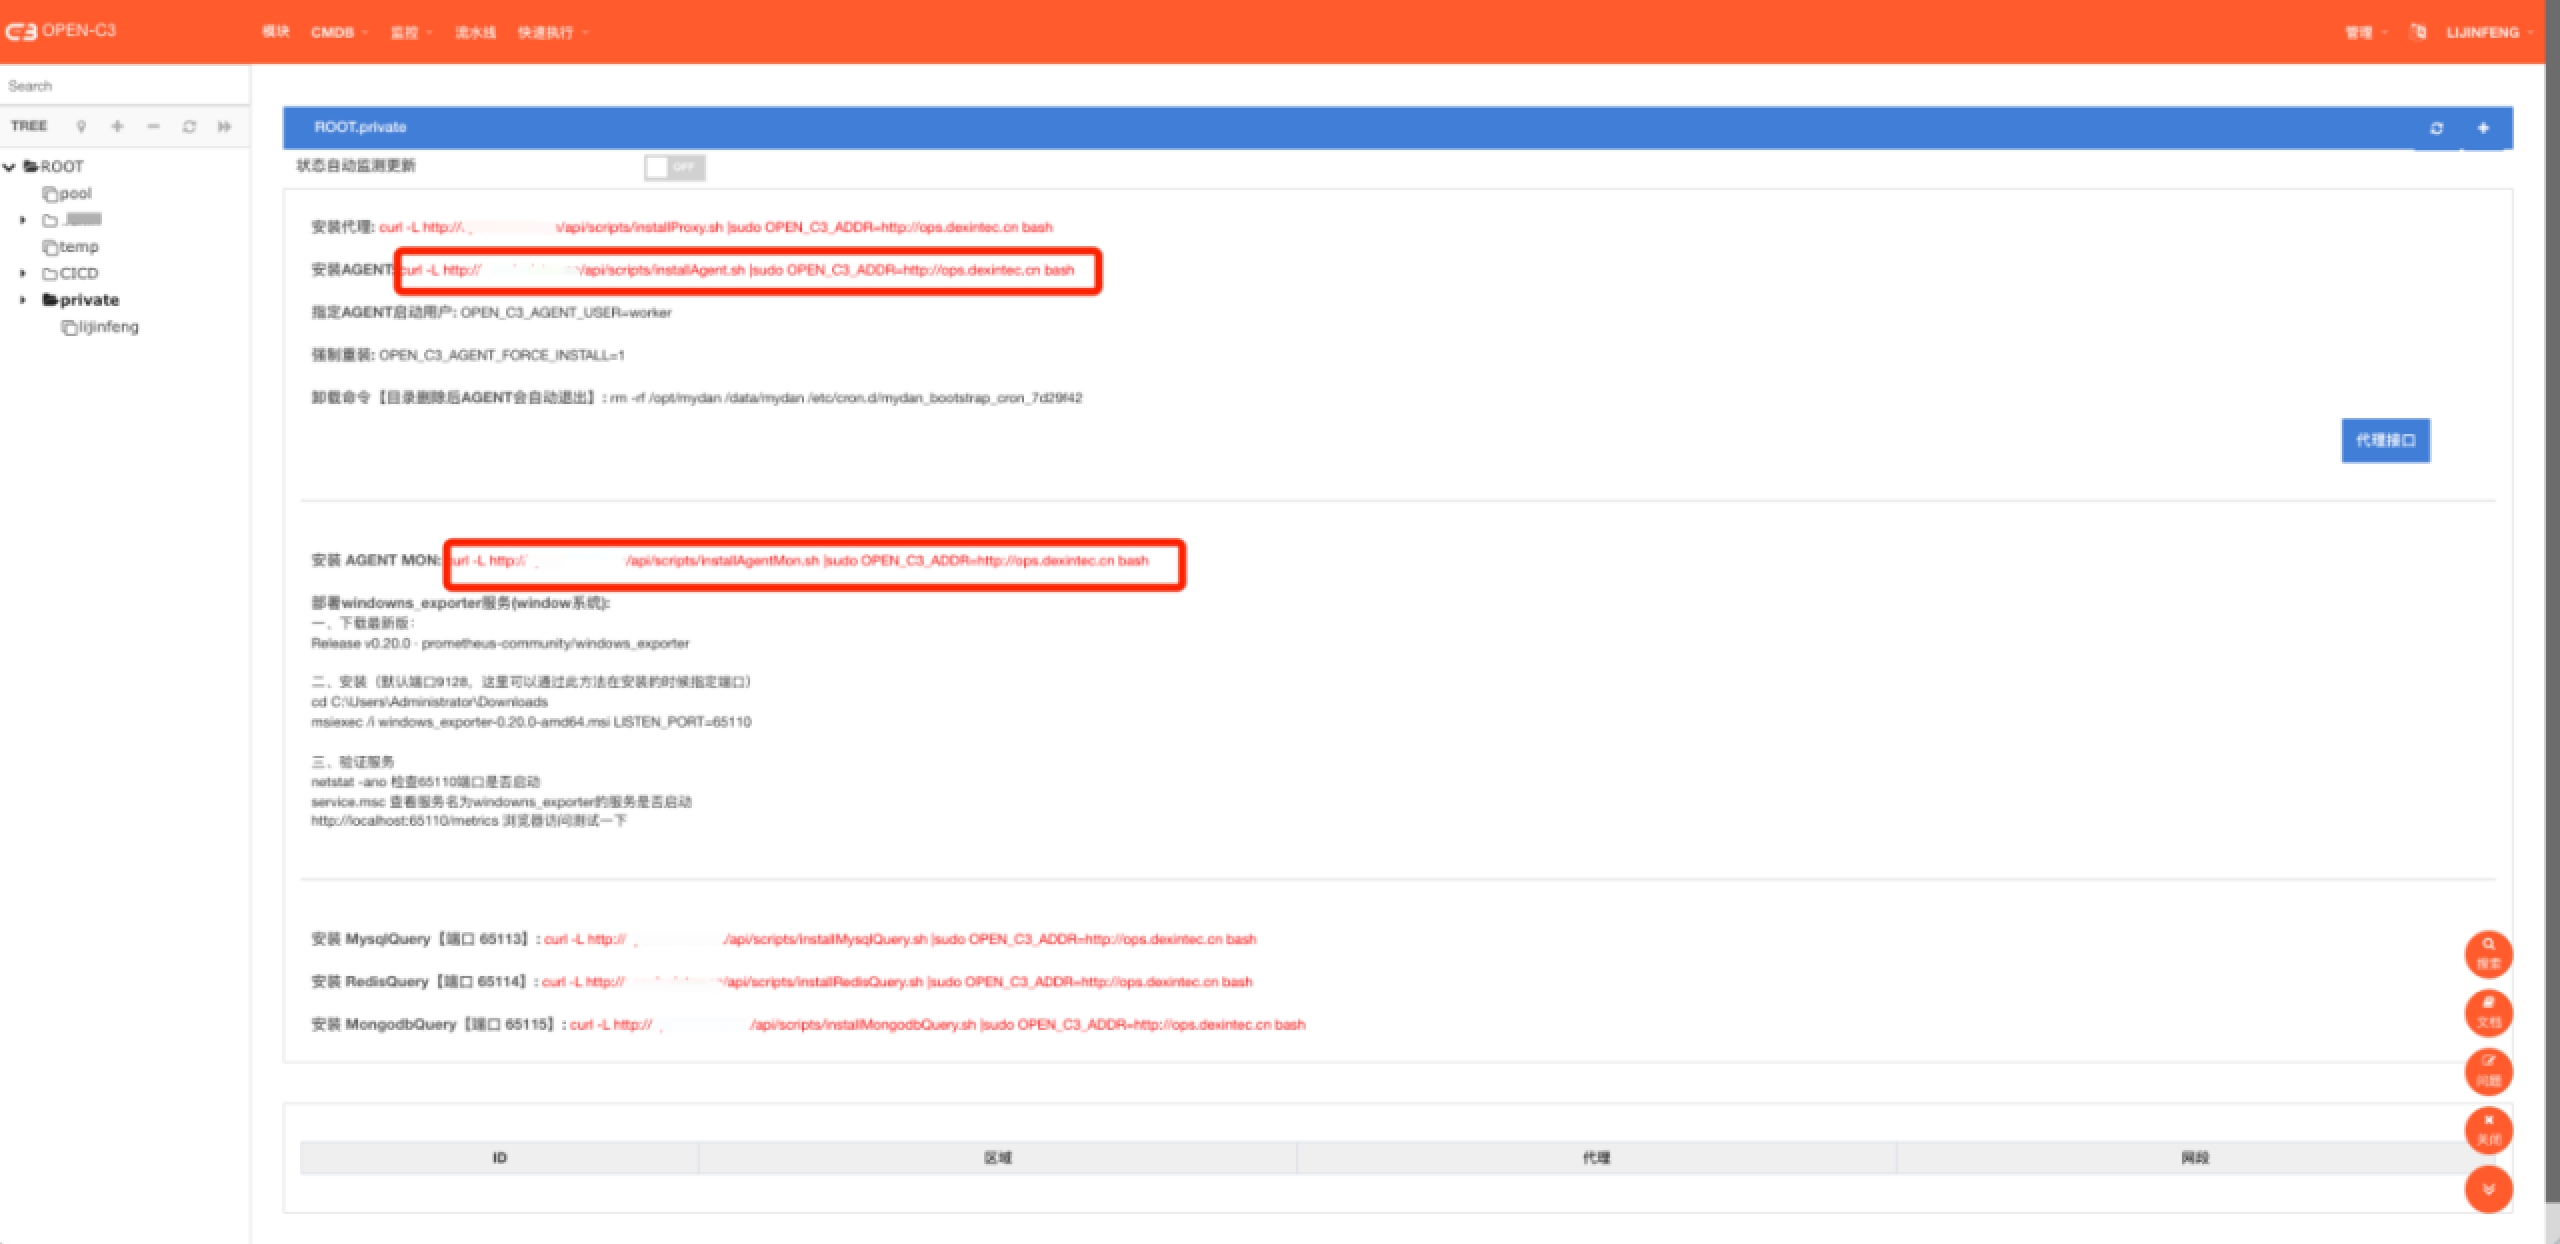 C3 OPEN-C3
模块 CMDB 监控 流水线 快速执行
管理 LIJINFENG
Search
TREE
ROOT
pool
temp
CICD
private
lijinfeng
ROOT.private
状态自动监测更新 OFF
安装代理: curl -L http:// /api/scripts/installProxy.sh |sudo OPEN_C3_ADDR=http://ops.dexintec.cn bash
安装AGENT: curl -L http:// /api/scripts/installAgent.sh |sudo OPEN_C3_ADDR=http://ops.dexintec.cn bash
指定AGENT启动用户: OPEN_C3_AGENT_USER=worker
强制重装: OPEN_C3_AGENT_FORCE_INSTALL=1
卸载命令【目录删除后AGENT会自动退出】: rm -rf /opt/mydan /data/mydan /etc/cron.d/mydan_bootstrap_cron_7d29f42
代理接口
安装 AGENT MON: curl -L http:// /api/scripts/installAgentMon.sh |sudo OPEN_C3_ADDR=http://ops.dexintec.cn bash
部署windowns_exporter服务(window系统):
一、下载最新版:
Release v0.20.0 · prometheus-community/windows_exporter
二、安装（默认端口9128，这里可以通过此方法在安装的时候指定端口）
cd C:\Users\Administrator\Downloads
msiexec /i windows_exporter-0.20.0-amd64.msi LISTEN_PORT=65110
三、验证服务
netstat -ano 检查65110端口是否启动
service.msc 查看服务名为windowns_exporter的服务是否启动
http://localhost:65110/metrics 浏览器访问测试一下
安装 MysqlQuery【端口 65113】: curl -L http:// /api/scripts/installMysqlQuery.sh |sudo OPEN_C3_ADDR=http://ops.dexintec.cn bash
安装 RedisQuery【端口 65114】: curl -L http:// /api/scripts/installRedisQuery.sh |sudo OPEN_C3_ADDR=http://ops.dexintec.cn bash
安装 MongodbQuery【端口 65115】: curl -L http:// /api/scripts/installMongodbQuery.sh |sudo OPEN_C3_ADDR=http://ops.dexintec.cn bash
搜索
文档
问题
关闭
ID 区域 代理 网段